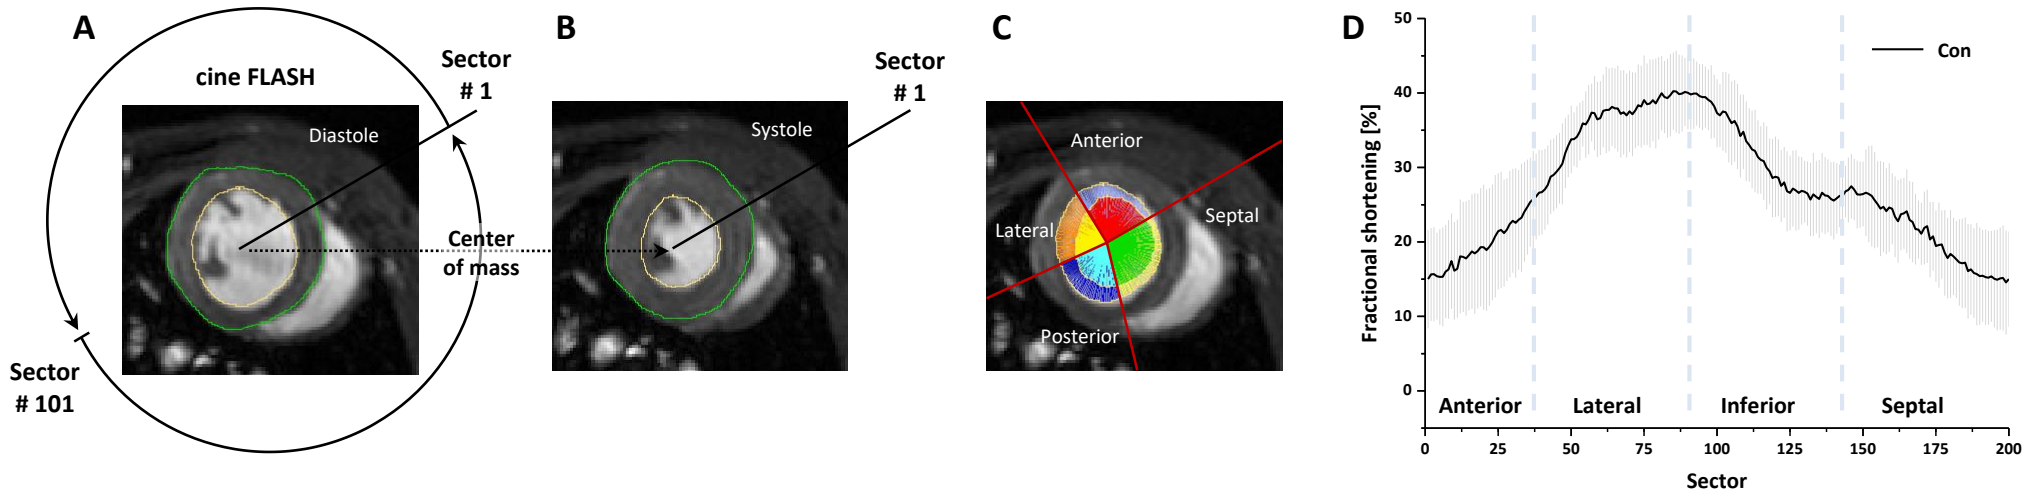 A
cine FLASH
Sector
# 1
Diastole
Center
of mass
Sector
# 101
B
Sector
# 1
Systole
C
Anterior
Septal
Lateral
Posterior
D
Fractional shortening [%]
50
40
30
20
10
0
Con
Anterior
Lateral
Inferior
Septal
0
25
50
75
100
125
150
175
200
Sector